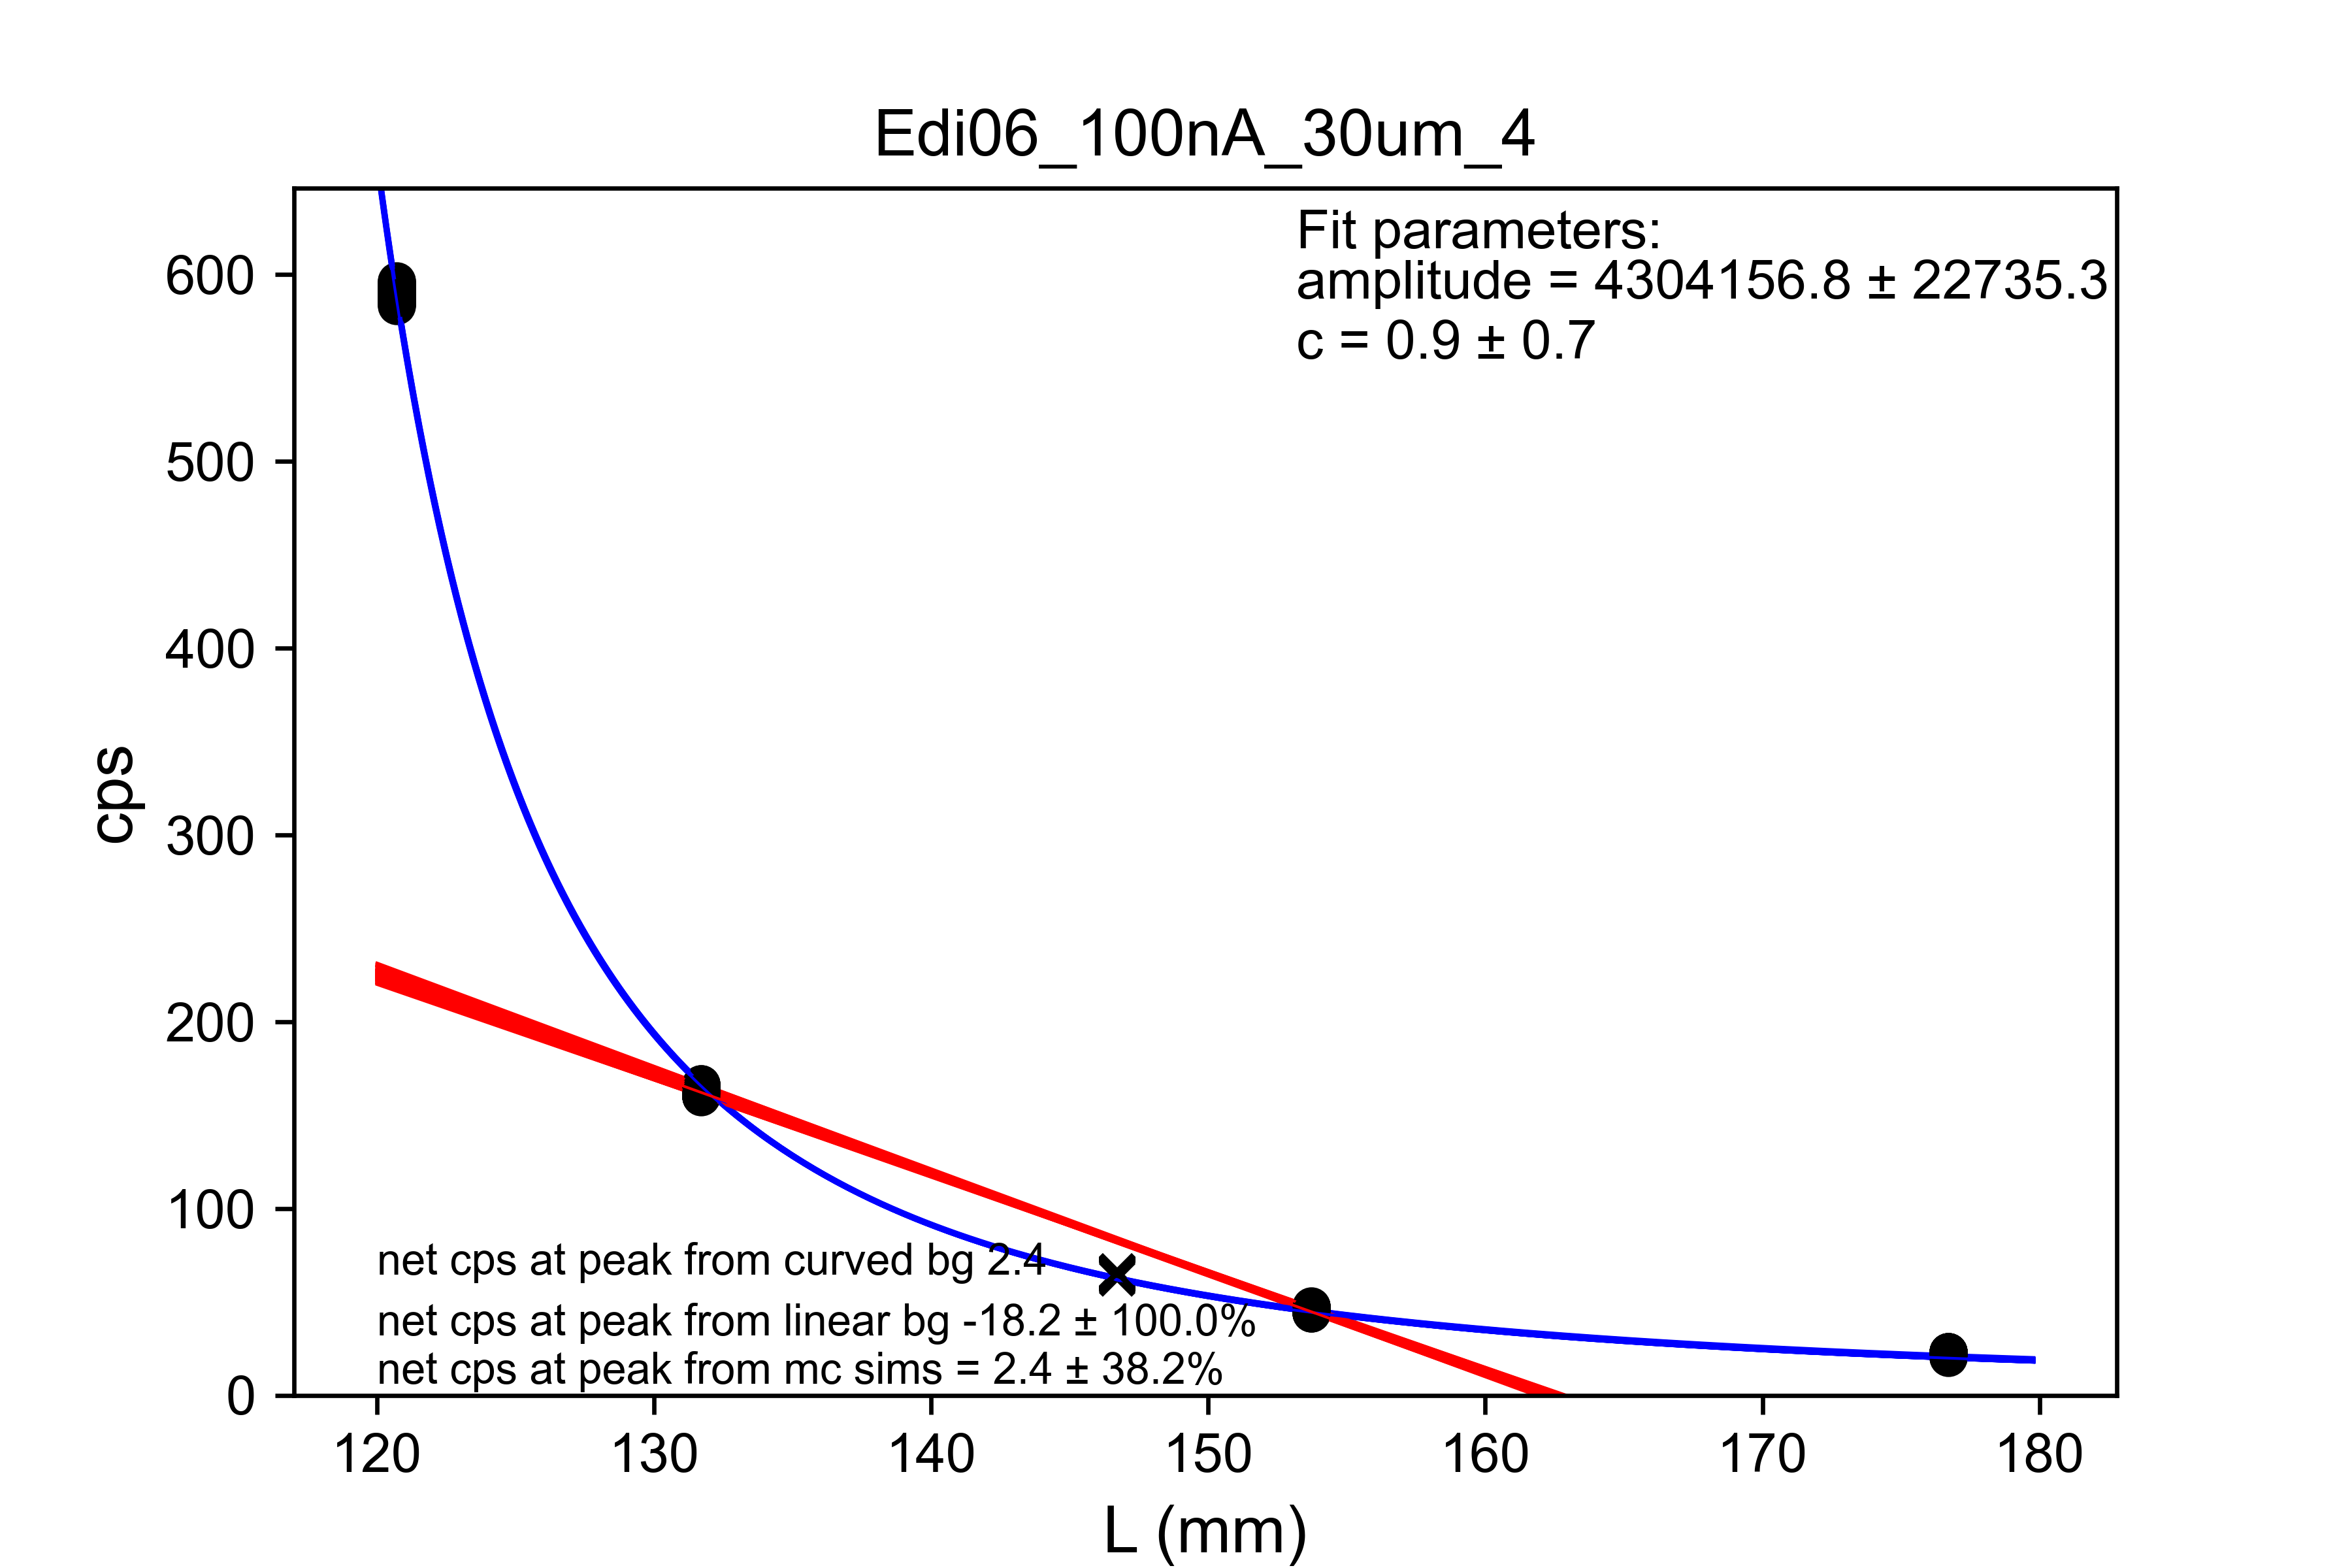 Edi06_100nA_30um_4
Fit parameters:
amplitude = 4304156.8 ± 22735.3
c = 0.9 ± 0.7
600
500
400
300
200
100
0
cps
net cps at peak from curved bg 2.4
net cps at peak from linear bg -18.2 ± 100.0%
net cps at peak from mc sims = 2.4 ± 38.2%
120 130 140 150 160 170 180
L (mm)